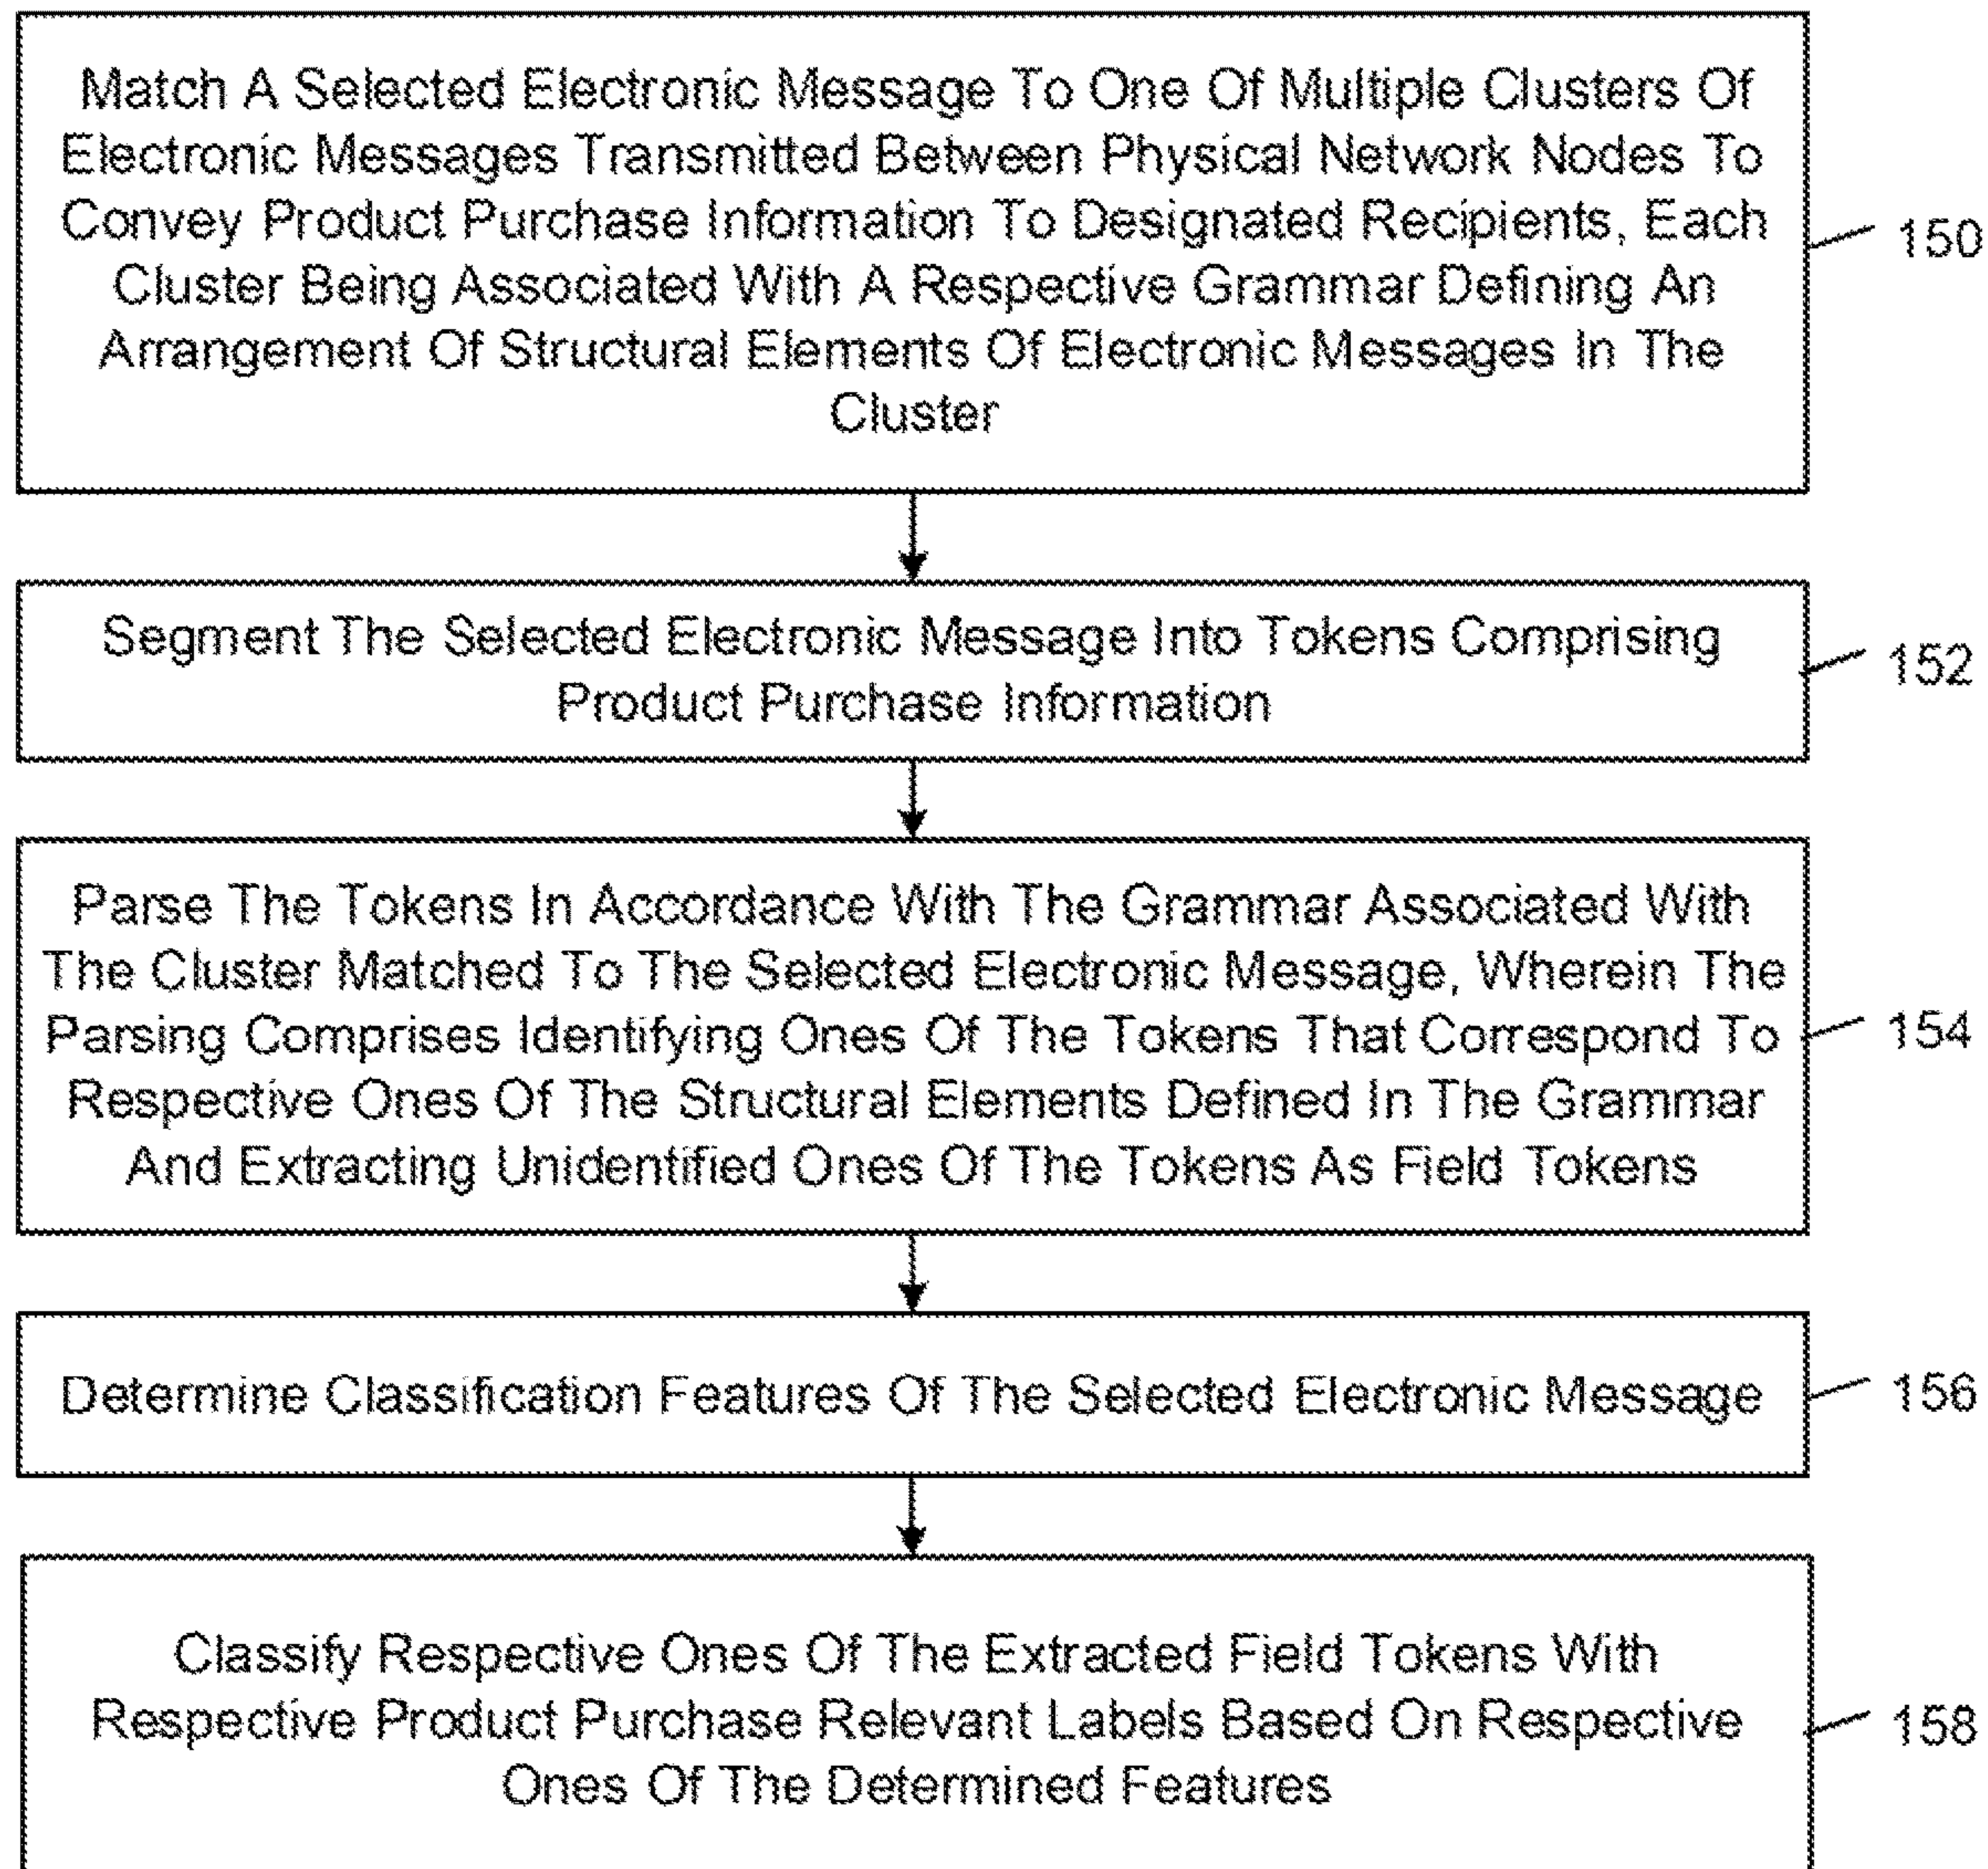 Match A Selected Electronic Message To One Of Multiple Clusters Of
Electronic Messages Transmitted Between Physical Network Nodes To
Convey Product Purchase Information To Designated Recipients, Each
Cluster Being Associated With A Respective Grammar Defining An
Arrangement Of Structural Elements Of Electronic Messages In The
Cluster
150
Segment The Selected Electronic Message Into Tokens Comprising
Product Purchase Information
152
Parse The Tokens In Accordance With The Grammar Associated With
The Cluster Matched To The Selected Electronic Message, Wherein The
Parsing Comprises Identifying Ones Of The Tokens That Correspond To
Respective Ones Of The Structural Elements Defined In The Grammar
And Extracting Unidentified Ones Of The Tokens As Field Tokens
154
Determine Classification Features Of The Selected Electronic Message
156
Classify Respective Ones Of The Extracted Field Tokens With
Respective Product Purchase Relevant Labels Based On Respective
Ones Of The Determined Features
158